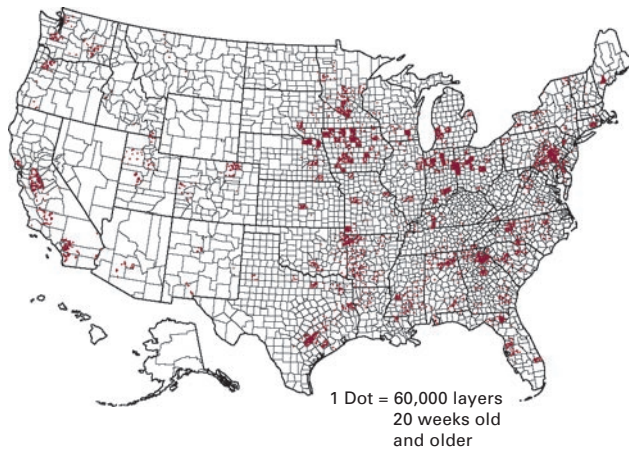 1 Dot = 60,000 layers
20 weeks old
and older